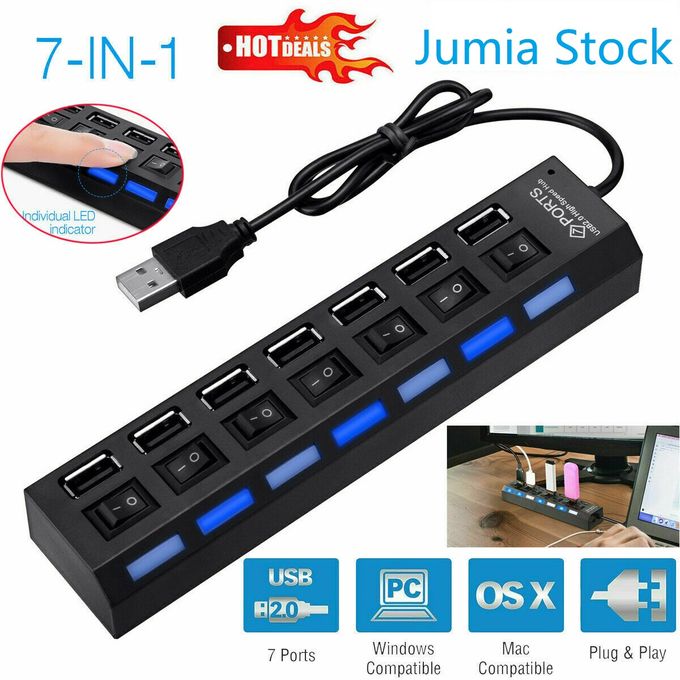 7-IN-1
HOT DEALS
Jumia Stock
Individual LED
indicator
7
PORTS
USB2.0 High Speed Hub
USB
2.0
7 Ports
PC
Windows
Compatible
OS X
Mac
Compatible
Plug & Play